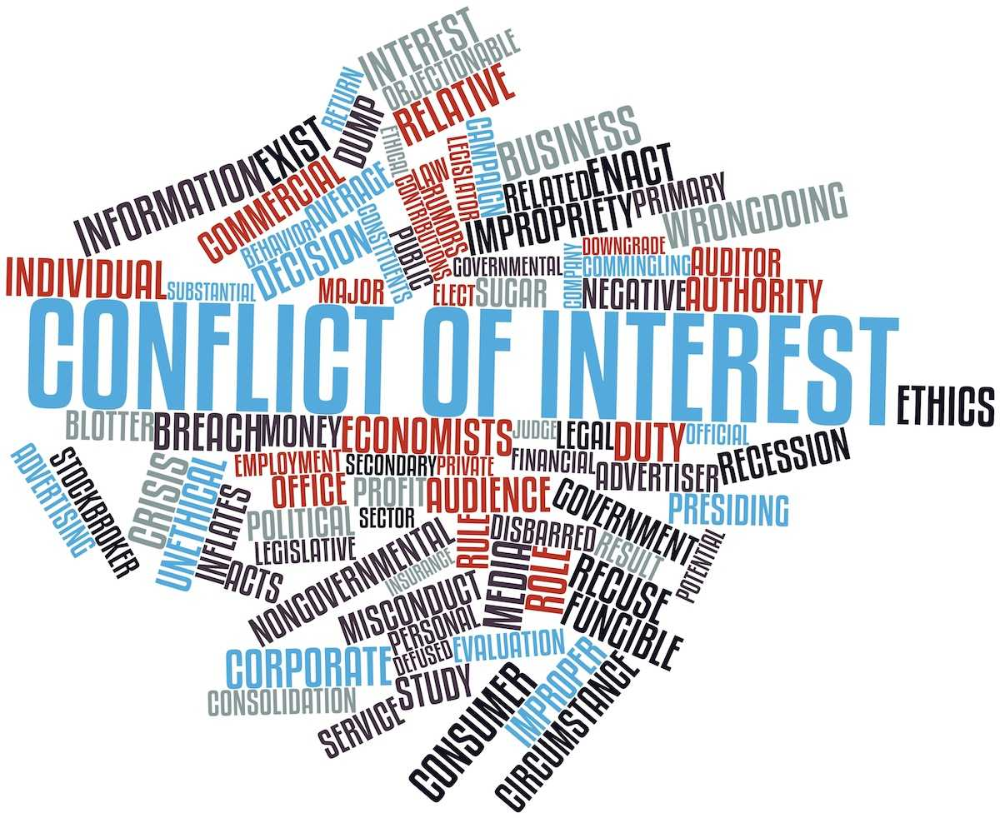 INTEREST
OBJECTIONABLE
RETURN
DUMP
RELATIVE
ETHICAL
EXIST
INFORMATION
COMMERCIAL
LAW
LEGISLATOR
CAMPAIGN
BUSINESS
RELATED
ENACT
AVERAGE
BEHAVIOR
DECISION
CONSTITUENTS
CONTRIBUTIONS
RUMORS
PUBLIC
IMPROPRIETY
PRIMARY
WRONGDOING
GOVERNMENTAL
COMPANY
DOWNGRADE
COMMINGLING
AUDITOR
INDIVIDUAL
SUBSTANTIAL
MAJOR
ELECT
SUGAR
NEGATIVE
AUTHORITY
CONFLICT OF INTEREST
ETHICS
BLOTTER
BREACH
MONEY
ECONOMISTS
JUDGE
LEGAL
DUTY
OFFICIAL
ADVERTISING
STOCKBROKER
CRISIS
UNETHICAL
INFLATES
EMPLOYMENT
SECONDARY
PRIVATE
FINANCIAL
ADVERTISER
RECESSION
OFFICE
PROFIT
AUDIENCE
GOVERNMENT
PRESIDING
POLITICAL
SECTOR
LEGISLATIVE
ACTS
NONGOVERNMENTAL
INSURANCE
RULE
DISBARRED
MEDIA
ROLE
RESULT
POTENTIAL
RECUSE
FUNGIBLE
MISCONDUCT
PERSONAL
DEFUSED
EVALUATION
CORPORATE
CONSOLIDATION
STUDY
SERVICE
CONSUMER
IMPROPER
CIRCUMSTANCE